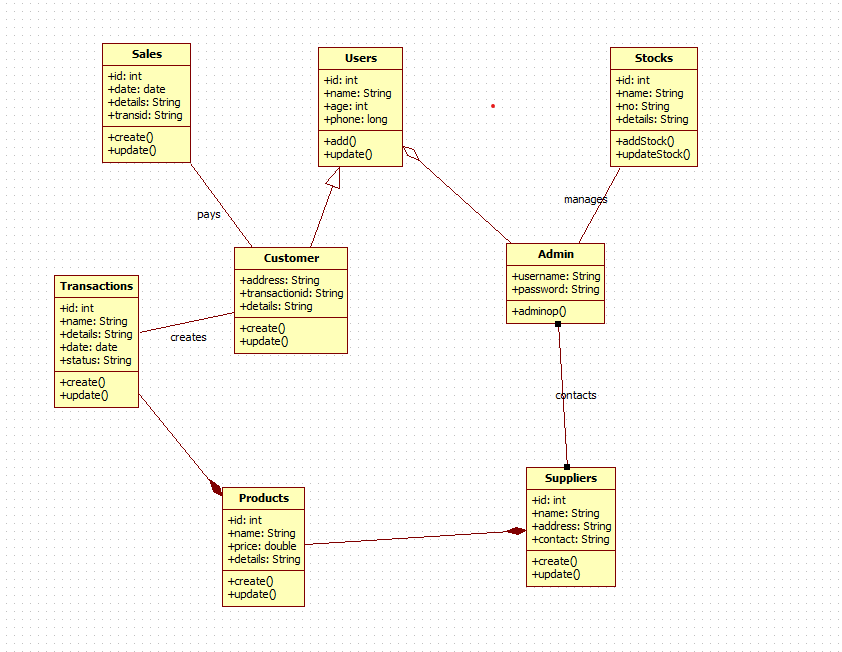 Sales
+id: int
+date: date
+details: String
+transid: String
+create()
+update()
Users
+id: int
+name: String
+age: int
+phone: long
+add()
+update()
Stocks
+id: int
+name: String
+no: String
+details: String
+addStock()
+updateStock()
pays
manages
Customer
+address: String
+transactionid: String
+details: String
+create()
+update()
Admin
+username: String
+password: String
+adminop()
Transactions
+id: int
+name: String
+details: String
+date: date
+status: String
+create()
+update()
creates
contacts
Products
+id: int
+name: String
+price: double
+details: String
+create()
+update()
Suppliers
+id: int
+name: String
+address: String
+contact: String
+create()
+update()